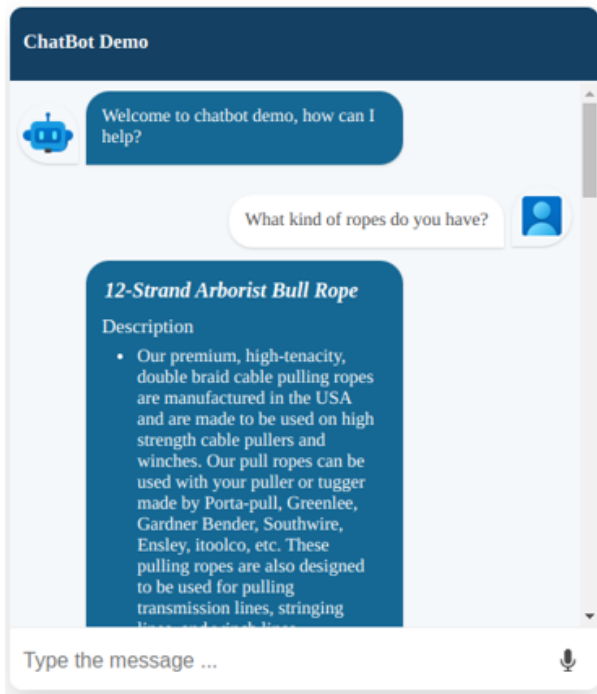 ChatBot Demo
Welcome to chatbot demo, how can I
help?
What kind of ropes do you have?
12-Strand Arborist Bull Rope
Description
• Our premium, high-tenacity,
double braid cable pulling ropes
are manufactured in the USA
and are made to be used on high
strength cable pullers and
winches. Our pull ropes can be
used with your puller or tugger
made by Porta-pull, Greenlee,
Gardner Bender, Southwire,
Ensley, itoolco, etc. These
pulling ropes are also designed
to be used for pulling
transmission lines, stringing
Type the message ...